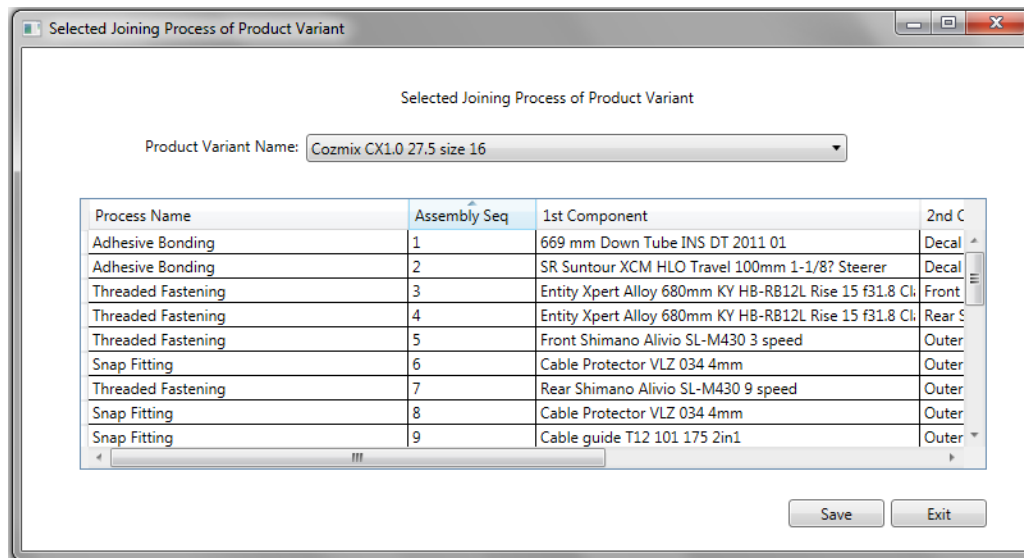 Selected Joining Process of Product Variant
Selected Joining Process of Product Variant
Product Variant Name: Cozmix CX1.0 27.5 size 16
Process Name Assembly Seq 1st Component 2nd C
Adhesive Bonding 1 669 mm Down Tube INS DT 2011 01 Decal
Adhesive Bonding 2 SR Suntour XCM HLO Travel 100mm 1-1/8? Steerer Decal
Threaded Fastening 3 Entity Xpert Alloy 680mm KY HB-RB12L Rise 15 f31.8 Cl Front
Threaded Fastening 4 Entity Xpert Alloy 680mm KY HB-RB12L Rise 15 f31.8 Cl Rear S
Threaded Fastening 5 Front Shimano Alivio SL-M430 3 speed Outer
Snap Fitting 6 Cable Protector VLZ 034 4mm Outer
Threaded Fastening 7 Rear Shimano Alivio SL-M430 9 speed Outer
Snap Fitting 8 Cable Protector VLZ 034 4mm Outer
Snap Fitting 9 Cable guide T12 101 175 2in1 Outer
Save Exit